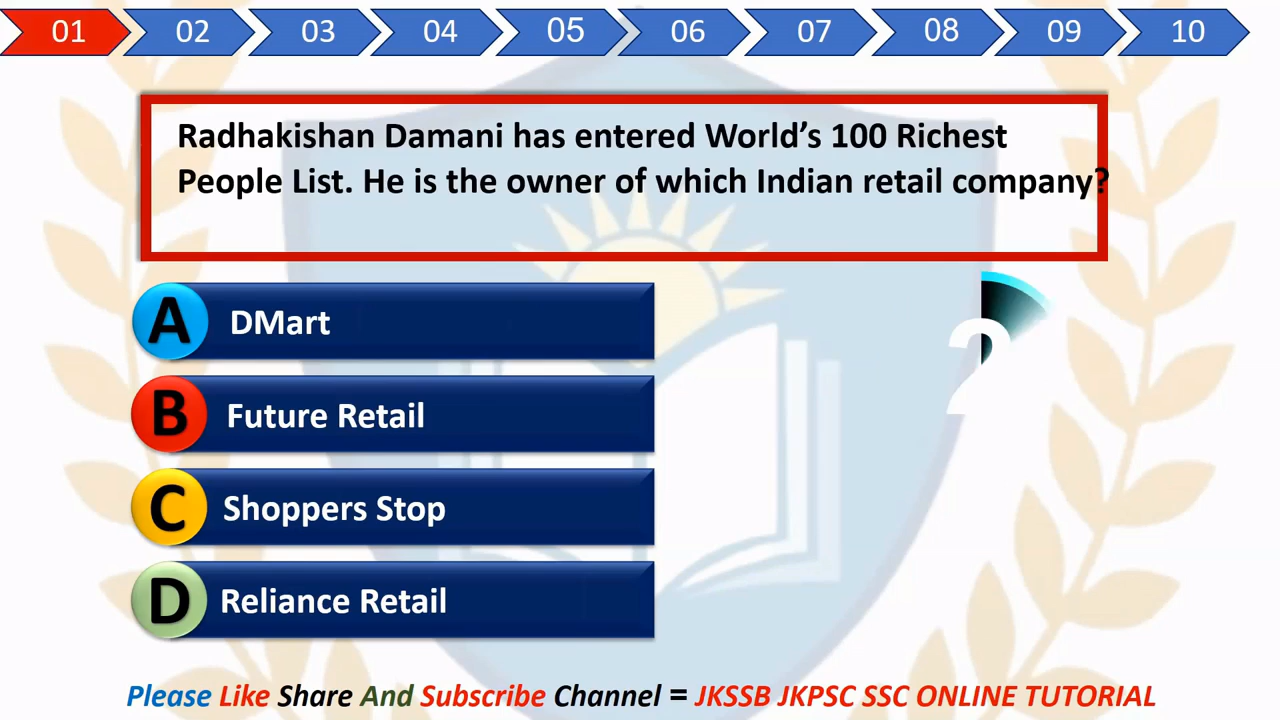 01 02 03 04 05 06 07 08 09 10
Radhakishan Damani has entered World’s 100 Richest
People List. He is the owner of which Indian retail company?
A DMart
2
B Future Retail
C Shoppers Stop
D Reliance Retail
Please Like Share And Subscribe Channel = JKSSB JKPSC SSC ONLINE TUTORIAL